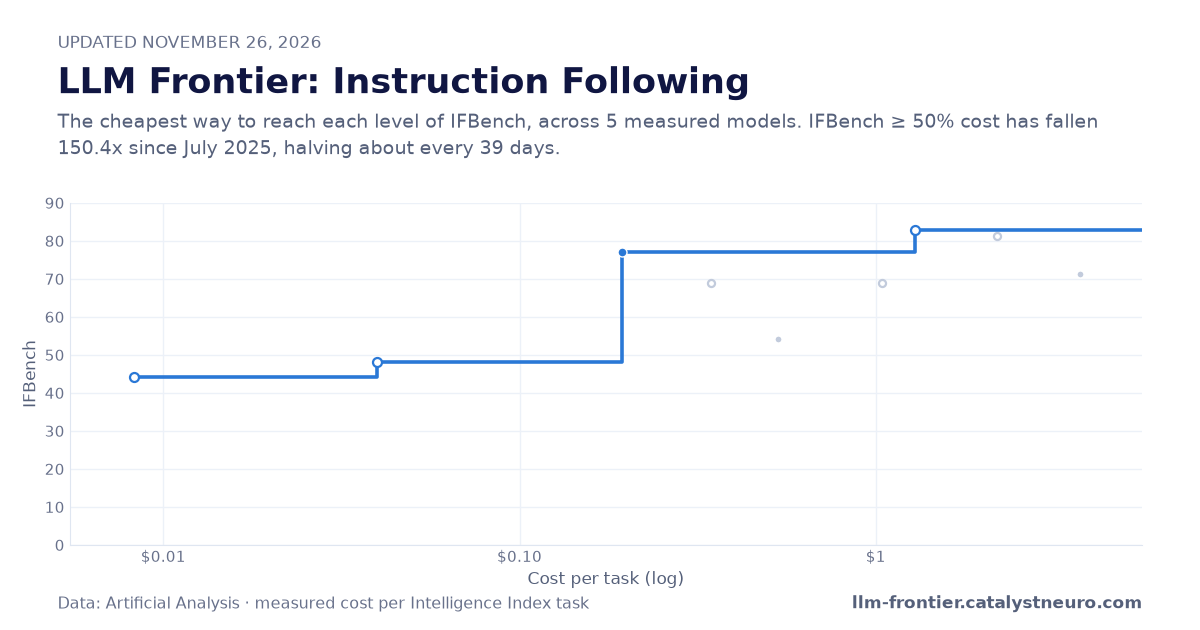 UPDATED NOVEMBER 26, 2026
LLM Frontier: Instruction Following
The cheapest way to reach each level of IFBench, across 5 measured models. IFBench ≥ 50% cost has fallen
150.4x since July 2025, halving about every 39 days.
90
80
70
60
50
40
30
20
10
0
IFBench
$0.01
$0.10
$1
Cost per task (log)
Data: Artificial Analysis · measured cost per Intelligence Index task
llm-frontier.catalystneuro.com